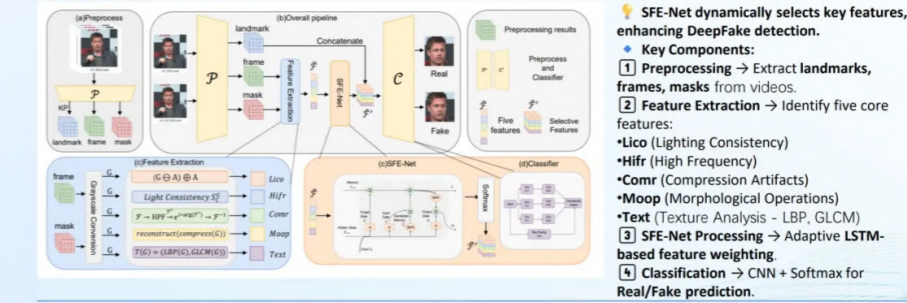 (a)Preprocess
𝒫
KP
landmark frame mask
(b)Overall pipeline
landmark
frame
mask
Concatenate
𝒫
Feature Extraction
SFE-Net
𝒞
Real
Fake
Preprocessing results
Preprocess
and
Classifier
Five
features
Selective
Features
(c)Feature Extraction
frame
mask
Grayscale Conversion
G
G
G
G
G
(G ⊖ A) ⊕ A
Lico
Hifr
Comr
reconstruct(compress(G))
Moop
T(G) = (LBP(G), GLCM(G))
Text
(c)SFE-Net
Softmax
(d)Classifier
💡 SFE-Net dynamically selects key features,
enhancing DeepFake detection.
🔹 Key Components:
1️⃣ Preprocessing → Extract landmarks,
frames, masks from videos.
2️⃣ Feature Extraction → Identify five core
features:
•Lico (Lighting Consistency)
•Hifr (High Frequency)
•Comr (Compression Artifacts)
•Moop (Morphological Operations)
•Text (Texture Analysis - LBP, GLCM)
3️⃣ SFE-Net Processing → Adaptive LSTM-
based feature weighting.
4️⃣ Classification → CNN + Softmax for
Real/Fake prediction.